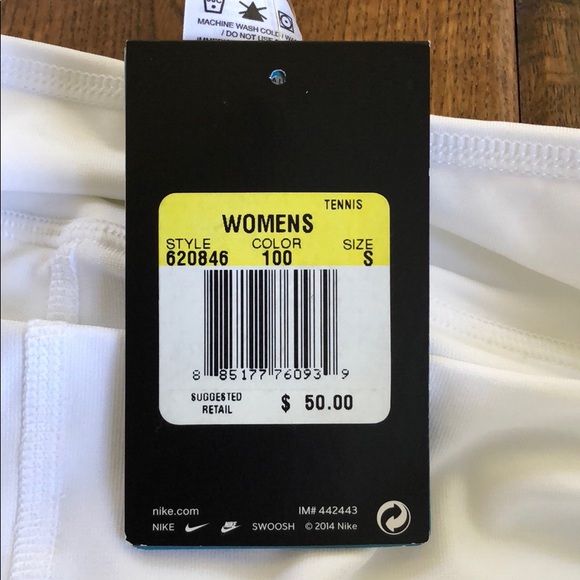 MACHINE WASH COLD
/ DO NOT USE
TENNIS
WOMENS
STYLE COLOR SIZE
620846 100 S
8 85177 76093 9
SUGGESTED
RETAIL $ 50.00
nike.com IM# 442443
NIKE SWOOSH © 2014 Nike